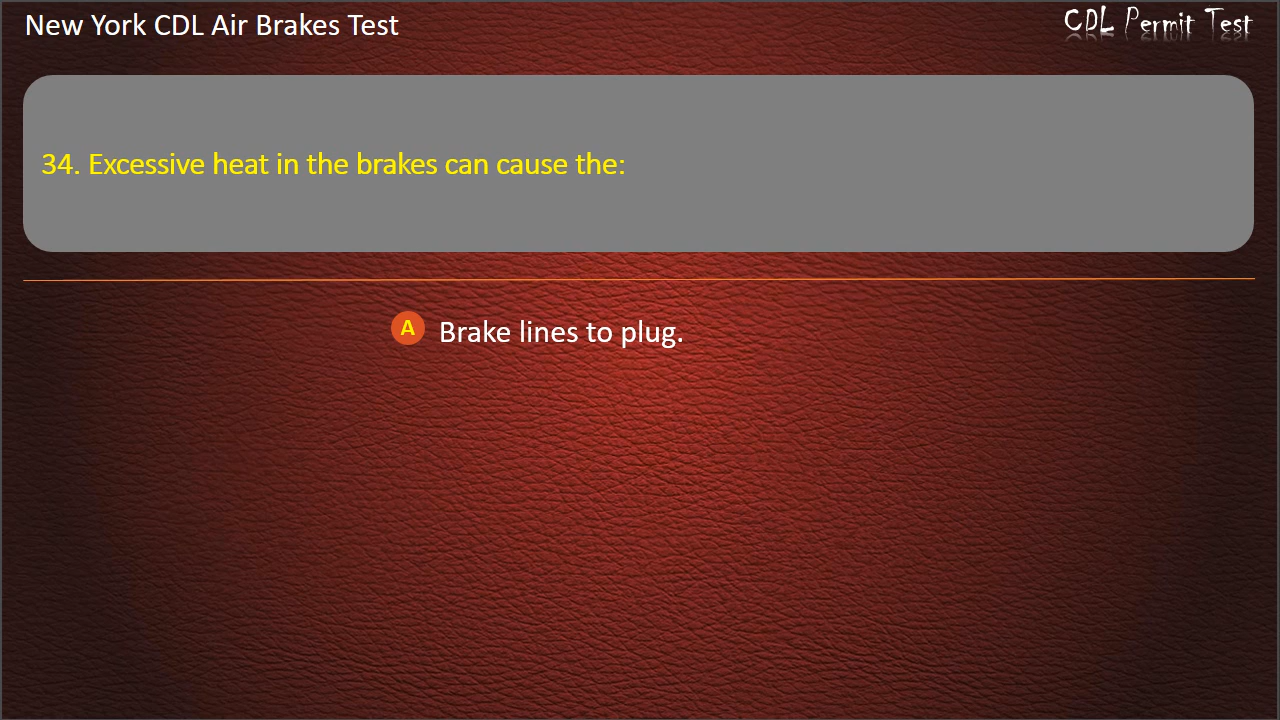 New York CDL Air Brakes Test
CDL Permit Test
34. Excessive heat in the brakes can cause the:
A Brake lines to plug.